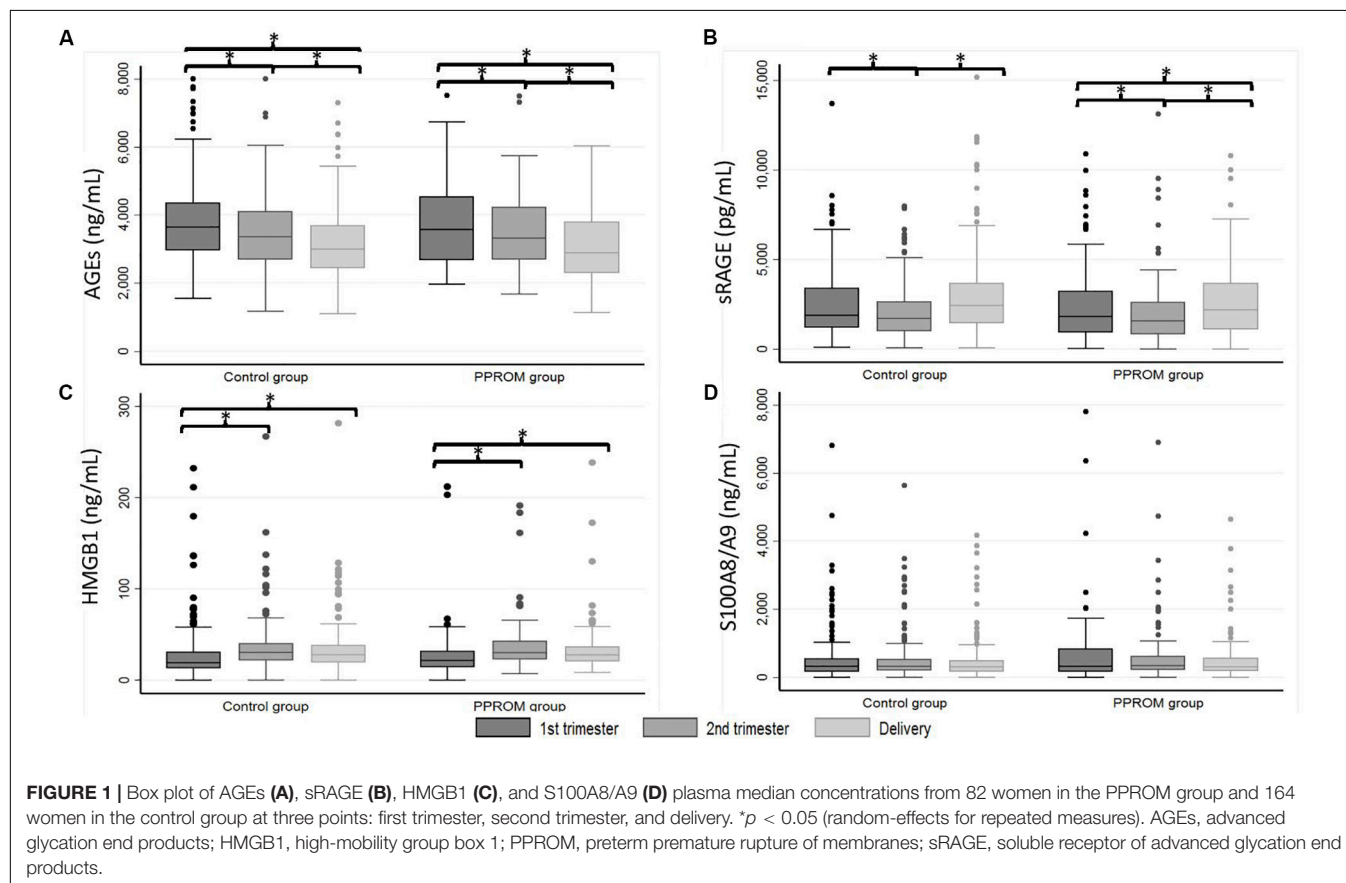 A
*
*
*
*
*
*
8,000
6,000
4,000
2,000
0
AGEs (ng/mL)
Control group
PPROM group
B
*
*
*
*
*
15,000
10,000
5,000
0
sRAGE (pg/mL)
Control group
PPROM group
C
*
*
*
*
300
200
100
0
HMGB1 (ng/mL)
Control group
PPROM group
D
8,000
6,000
4,000
2,000
0
S100A8/A9 (ng/mL)
Control group
PPROM group
1st trimester 2nd trimester Delivery
FIGURE 1 | Box plot of AGEs (A), sRAGE (B), HMGB1 (C), and S100A8/A9 (D) plasma median concentrations from 82 women in the PPROM group and 164
women in the control group at three points: first trimester, second trimester, and delivery. *p < 0.05 (random-effects for repeated measures). AGEs, advanced
glycation end products; HMGB1, high-mobility group box 1; PPROM, preterm premature rupture of membranes; sRAGE, soluble receptor of advanced glycation end
products.